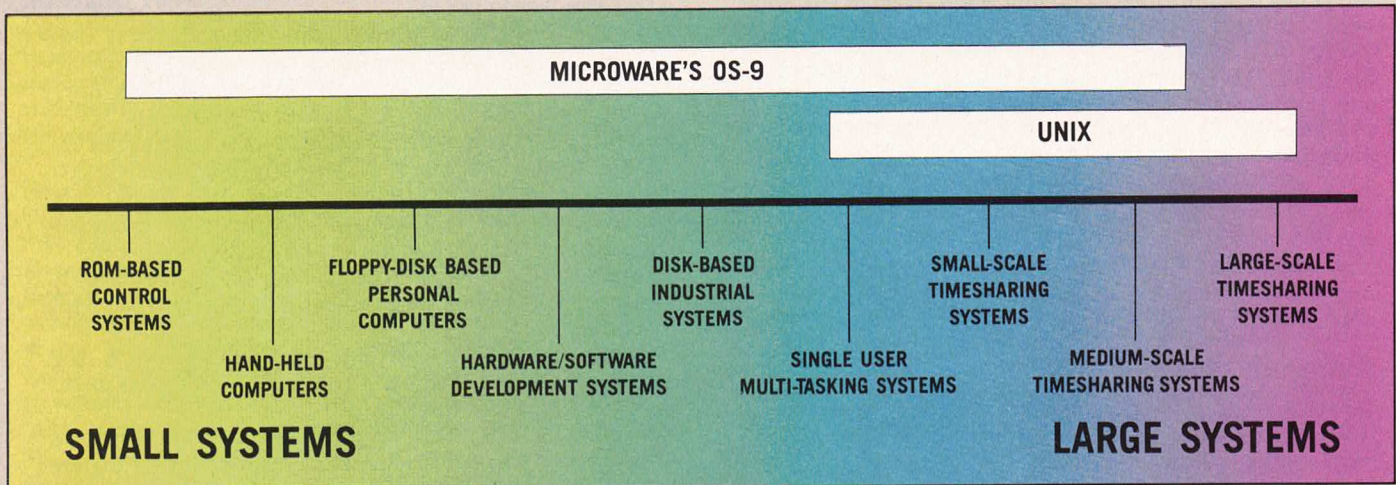 MICROWARE'S OS-9
UNIX
ROM-BASED
CONTROL
SYSTEMS
HAND-HELD
COMPUTERS
FLOPPY-DISK BASED
PERSONAL
COMPUTERS
HARDWARE/SOFTWARE
DEVELOPMENT SYSTEMS
DISK-BASED
INDUSTRIAL
SYSTEMS
SINGLE USER
MULTI-TASKING SYSTEMS
SMALL-SCALE
TIMESHARING
SYSTEMS
MEDIUM-SCALE
TIMESHARING SYSTEMS
LARGE-SCALE
TIMESHARING
SYSTEMS
SMALL SYSTEMS
LARGE SYSTEMS